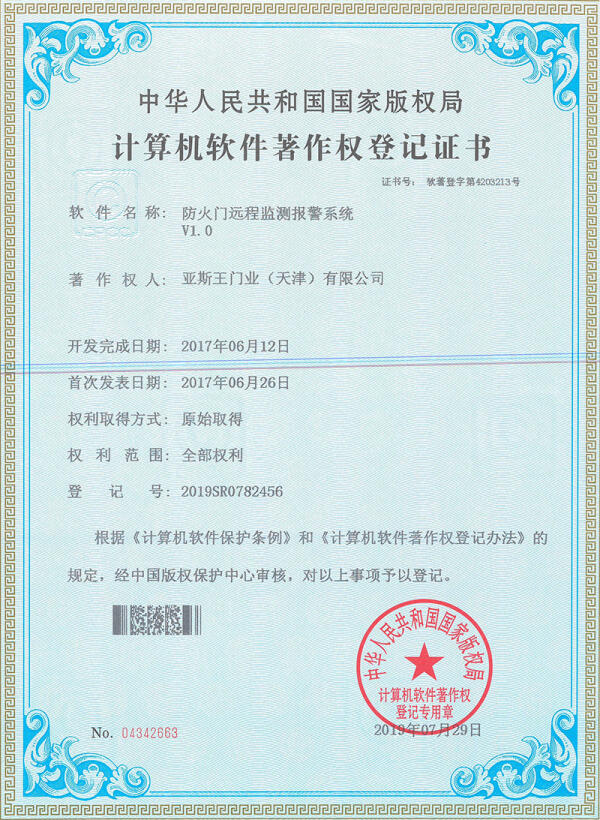 中华人民共和国国家版权局
计算机软件著作权登记证书
证书号： 软著登字第4203213号
CPCC
软件名称： 防火门远程监测报警系统
V1.0
著作权人： 亚斯王门业（天津）有限公司
开发完成日期： 2017年06月12日
首次发表日期： 2017年06月26日
权利取得方式： 原始取得
权利范围： 全部权利
登记号： 2019SR0782456
根据《计算机软件保护条例》和《计算机软件著作权登记办法》的
规定，经中国版权保护中心审核，对以上事项予以登记。
中华人民共和国国家版权局
计算机软件著作权
登记专用章
No. 04342663
2019年07月29日